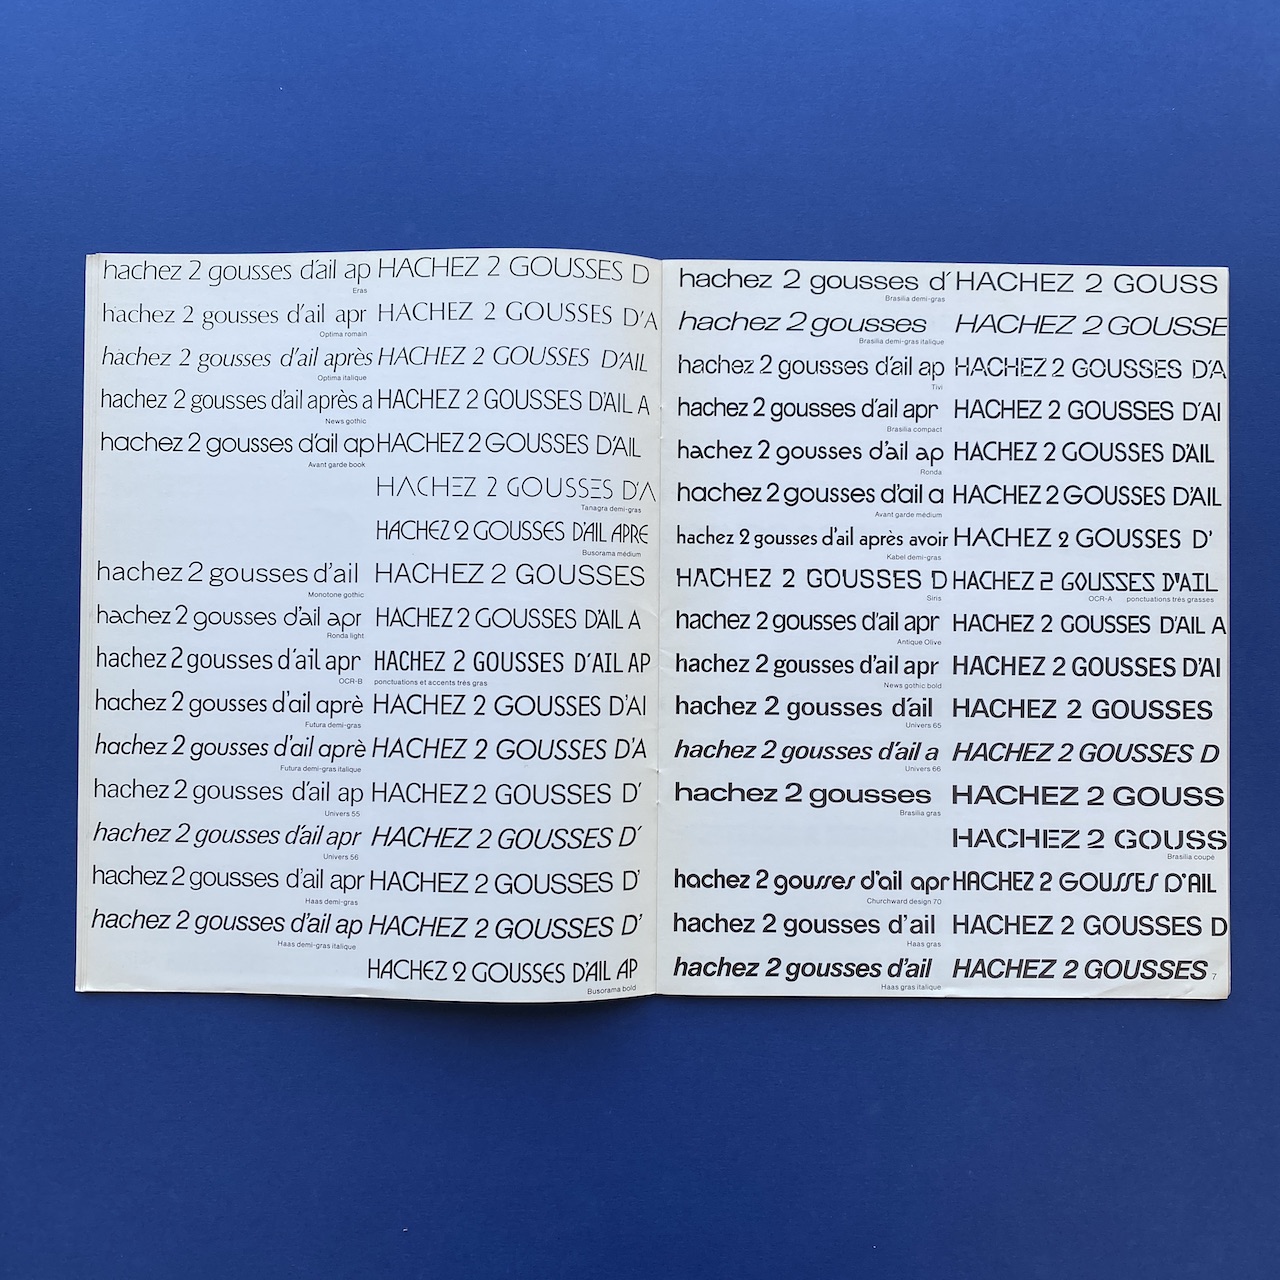 hachez 2 gousses d'ail ap HACHEZ 2 GOUSSES D
Eras
hachez 2 gousses d'ail apr HACHEZ 2 GOUSSES D'A
Optima romain
hachez 2 gousses d'ail après HACHEZ 2 GOUSSES D'AIL
Optima italique
hachez 2 gousses d'ail après a HACHEZ 2 GOUSSES D'AIL A
News gothic
hachez 2 gousses d'ail ap HACHEZ 2 GOUSSES D'AIL
Avant garde book
HACHEZ 2 GOUSSES D'A
Tanagra demi-gras
HACHEZ 2 GOUSSES D'AIL APRE
Busorama médium
hachez 2 gousses d'ail HACHEZ 2 GOUSSES
Monotone gothic
hachez 2 gousses d'ail apr HACHEZ 2 GOUSSES D'AIL A
Ronda light
hachez 2 gousses d'ail apr HACHEZ 2 GOUSSES D'AIL AP
OCR-B ponctuations et accents très gras
hachez 2 gousses d'ail aprè HACHEZ 2 GOUSSES D'AI
Futura demi-gras
hachez 2 gousses d'ail aprè HACHEZ 2 GOUSSES D'A
Futura demi-gras italique
hachez 2 gousses d'ail ap HACHEZ 2 GOUSSES D'
Univers 55
hachez 2 gousses d'ail apr HACHEZ 2 GOUSSES D'
Univers 56
hachez 2 gousses d'ail apr HACHEZ 2 GOUSSES D'
Haas demi-gras
hachez 2 gousses d'ail ap HACHEZ 2 GOUSSES D'
Haas demi-gras italique
HACHEZ 2 GOUSSES D'AIL AP
Busorama bold
hachez 2 gousses d' HACHEZ 2 GOUSS
Brasilia demi-gras
hachez 2 gousses HACHEZ 2 GOUSSE
Brasilia demi-gras italique
hachez 2 gousses d'ail ap HACHEZ 2 GOUSSES D'A
Tivi
hachez 2 gousses d'ail apr HACHEZ 2 GOUSSES D'AI
Brasilia compact
hachez 2 gousses d'ail ap HACHEZ 2 GOUSSES D'AIL
Ronda
hachez 2 gousses d'ail a HACHEZ 2 GOUSSES D'AIL
Avant garde médium
hachez 2 gousses d'ail après avoir HACHEZ 2 GOUSSES D'
Kabel demi-gras
HACHEZ 2 GOUSSES D HACHEZ 2 GOUSSES D'AIL
Siris OCR-A ponctuations très grasses
hachez 2 gousses d'ail apr HACHEZ 2 GOUSSES D'AIL A
Antique Olive
hachez 2 gousses d'ail apr HACHEZ 2 GOUSSES D'AI
News gothic bold
hachez 2 gousses d'ail HACHEZ 2 GOUSSES
Univers 65
hachez 2 gousses d'ail a HACHEZ 2 GOUSSES D
Univers 66
hachez 2 gousses HACHEZ 2 GOUSS
Brasilia gras
HACHEZ 2 GOUSS
Brasilia coupé
hachez 2 gousses d'ail apr HACHEZ 2 GOUSSES D'AIL
Churchward design 70
hachez 2 gousses d'ail HACHEZ 2 GOUSSES D
Haas gras
hachez 2 gousses d'ail HACHEZ 2 GOUSSES
Haas gras italique
7